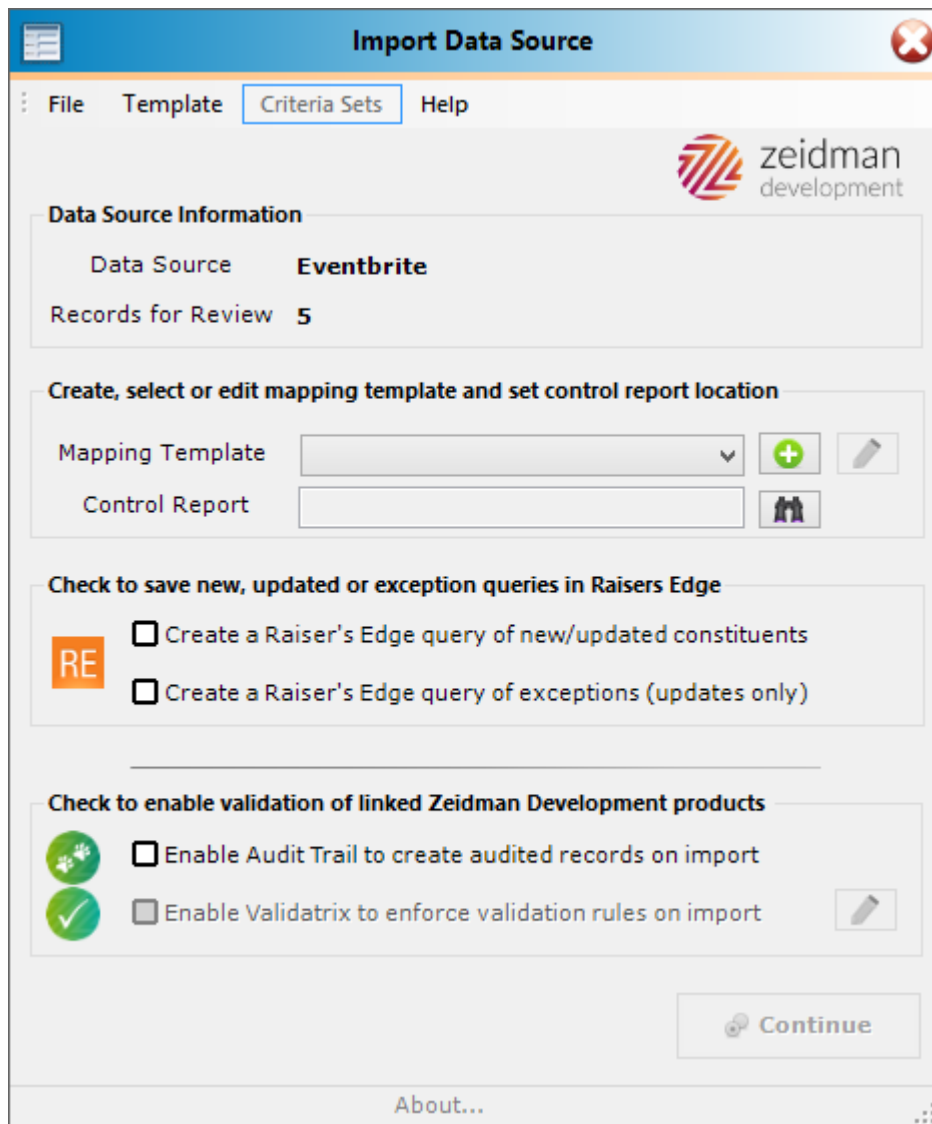 Import Data Source
File Template Criteria Sets Help
zeidman
development
Data Source Information
Data Source Eventbrite
Records for Review 5
Create, select or edit mapping template and set control report location
Mapping Template
Control Report
Check to save new, updated or exception queries in Raisers Edge
RE
Create a Raiser's Edge query of new/updated constituents
Create a Raiser's Edge query of exceptions (updates only)
Check to enable validation of linked Zeidman Development products
Enable Audit Trail to create audited records on import
Enable Validatrix to enforce validation rules on import
Continue
About...